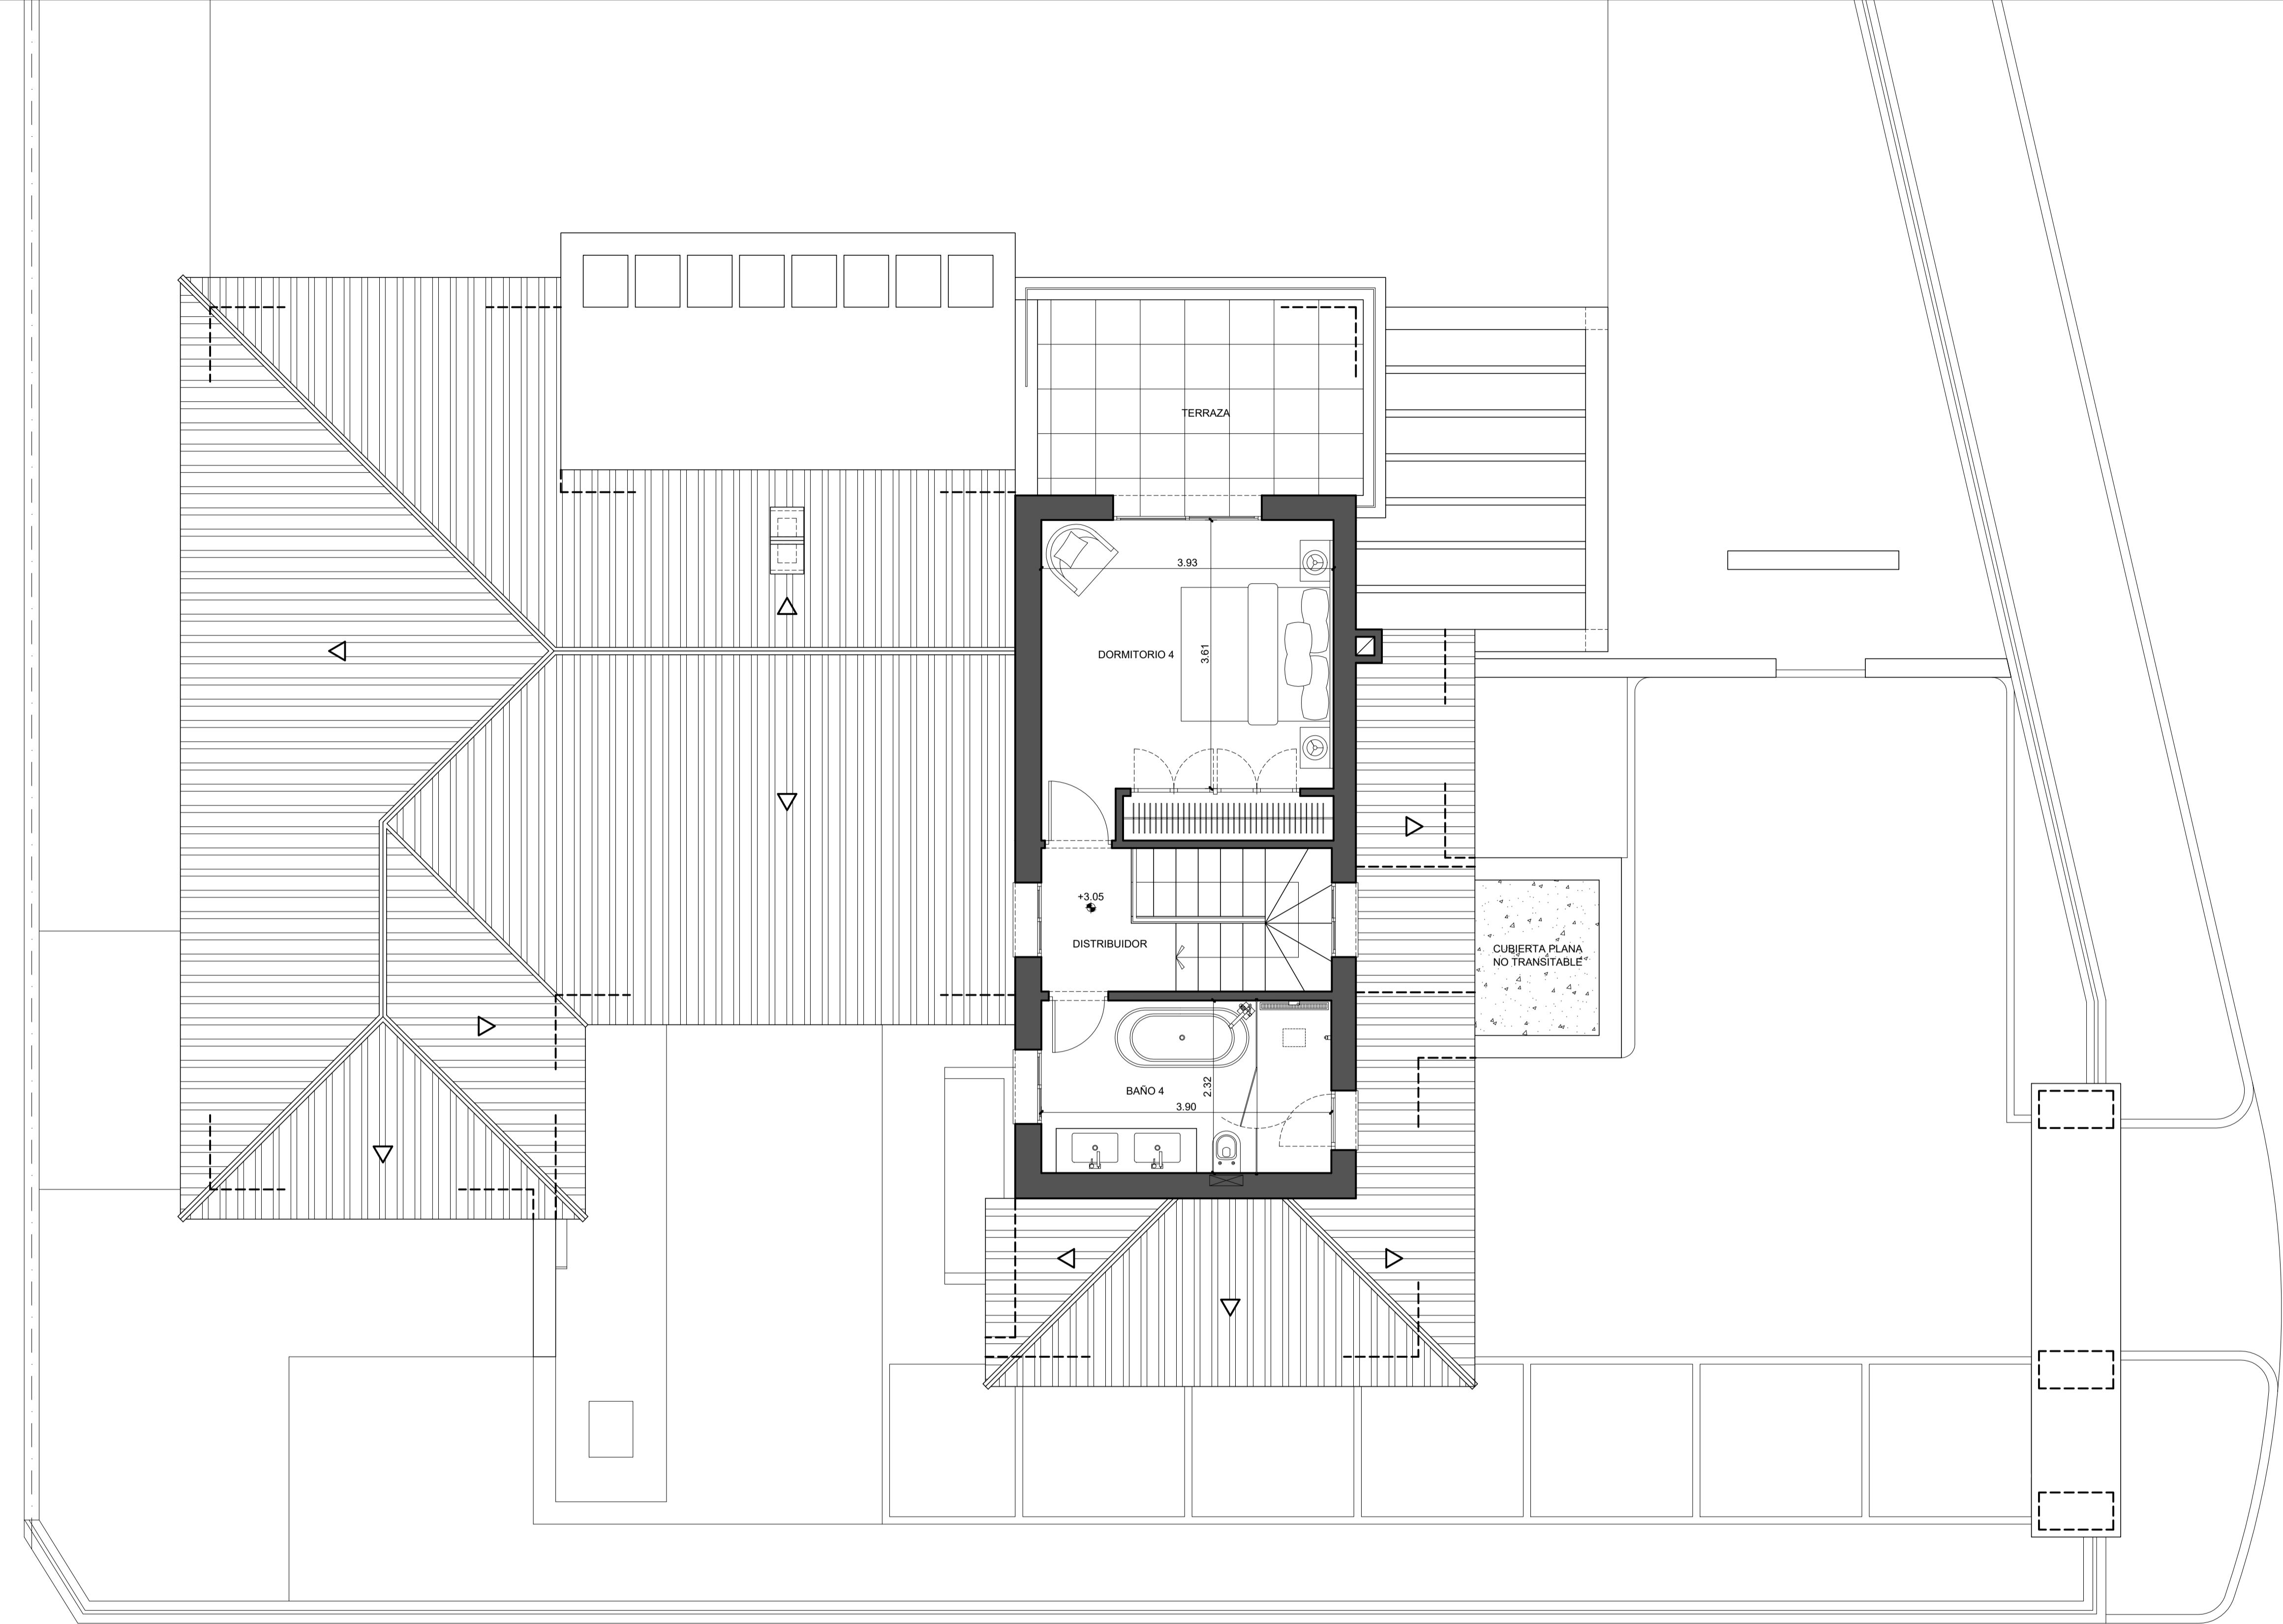 TERRAZA
3.93
DORMITORIO 4
3.61
+3.05
DISTRIBUIDOR
CUBIERTA PLANA
NO TRANSITABLE
BAÑO 4
2.32
3.90